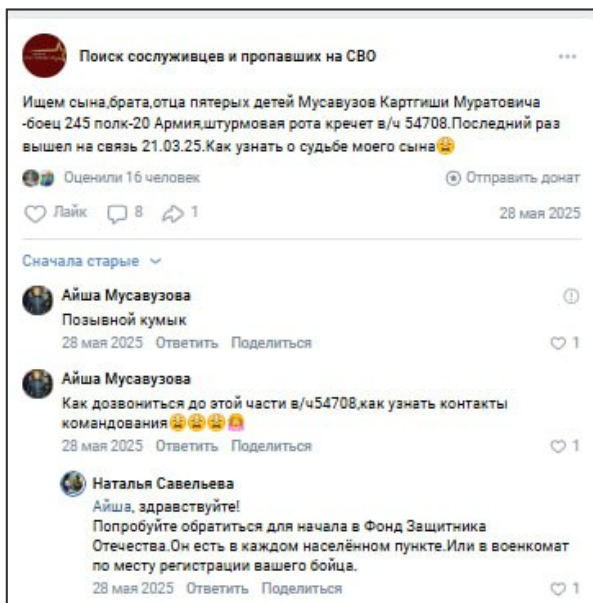 Поиск сослуживцев и пропавших на СВО
Ищем сына,брата,отца пятерых детей Мусавузов Картгиши Муратовича
-боец 245 полк-20 Армия,штурмовая рота кречет в/ч 54708.Последний раз
вышел на связь 21.03.25.Как узнать о судьбе моего сына😩
Оценили 16 человек
Отправить донат
Лайк 8 1
28 мая 2025
Сначала старые
Айша Мусавузова
Позывной кумык
28 мая 2025 Ответить Поделиться 1
Айша Мусавузова
Как дозвониться до этой части в/ч54708,как узнать контакты
командования😩😩😩🤦
28 мая 2025 Ответить Поделиться 1
Наталья Савельева
Айша, здравствуйте!
Попробуйте обратиться для начала в Фонд Защитника
Отечества.Он есть в каждом населённом пункте.Или в военкомат
по месту регистрации вашего бойца.
28 мая 2025 Ответить Поделиться 1